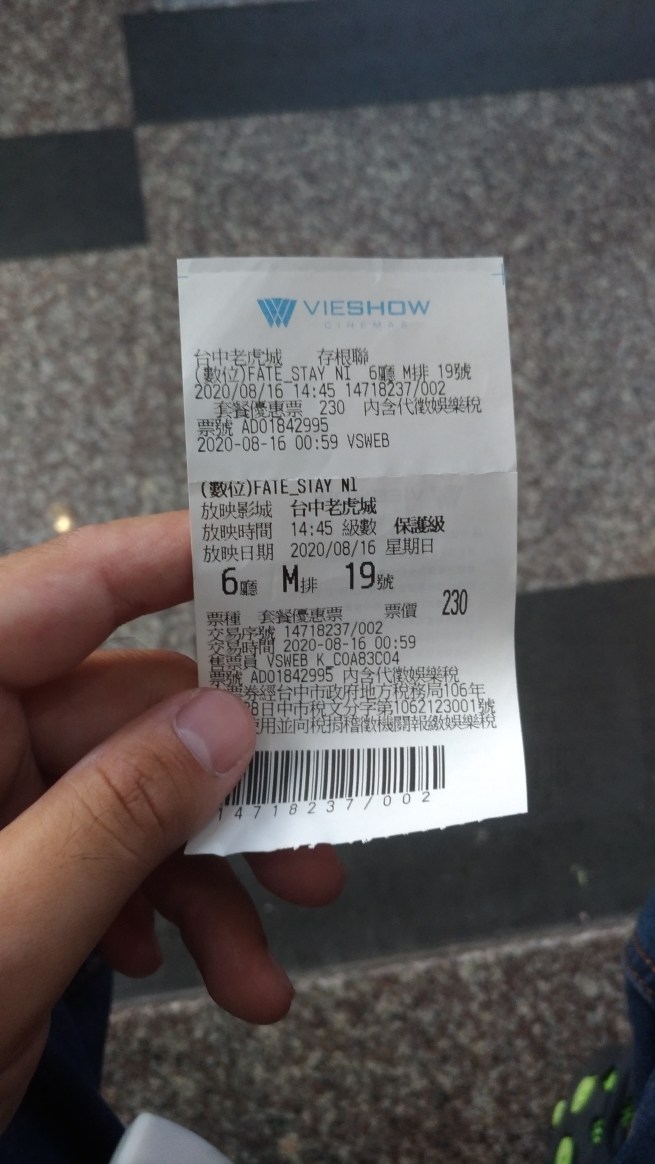 VIESHOW
CINEMAS
台中老虎城 存根聯
(數位)FATE_STAY NI 6廳 M排 19號
2020/08/16 14:45 14718237/002
套餐優惠票 230 內含代徵娛樂稅
票號 AD01842995
2020-08-16 00:59 VSWEB
(數位)FATE_STAY NI
放映影城 台中老虎城
放映時間 14:45 級數 保護級
放映日期 2020/08/16 星期日
6廳 M排 19號
票種 套餐優惠票 票價 230
交易序號 14718237/002
交易時間 2020-08-16 00:59
售票員 VSWEB K_C0A83C04
票號 AD01842995 內含代徵娛樂稅
票券經台中市政府地方稅務局106年
8日中市稅文分字第1062123001號
用並向稅捐稽徵機關報繳娛樂稅
14718237/002